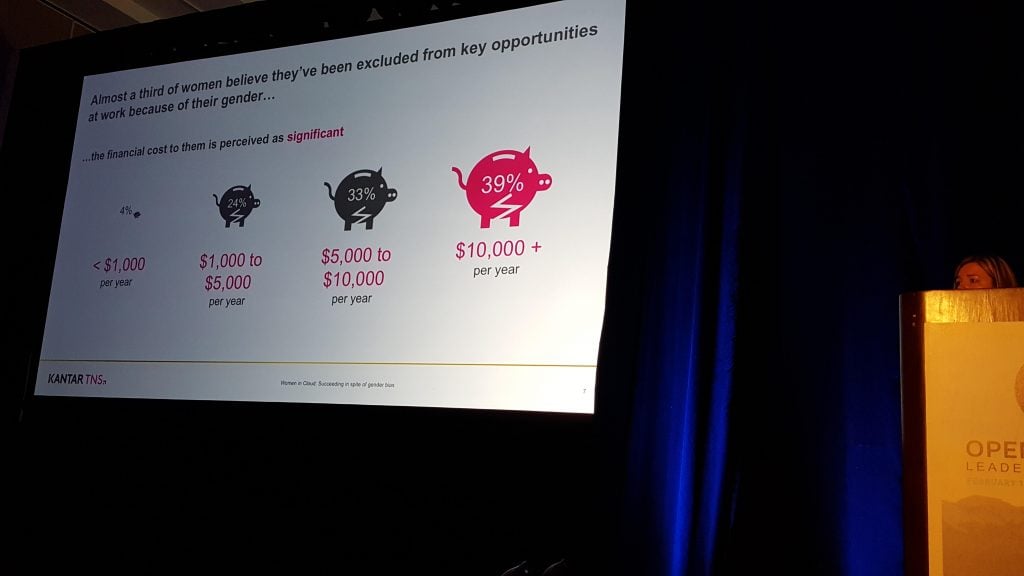 Almost a third of women believe they've been excluded from key opportunities
at work because of their gender...
...the financial cost to them is perceived as significant
4%
24%
33%
39%
< $1,000
per year
$1,000 to
$5,000
per year
$5,000 to
$10,000
per year
$10,000 +
per year
KANTAR TNS
Women in Cloud: Succeeding in spite of gender bias
7
OPE
LEADE
FEBRUARY 1